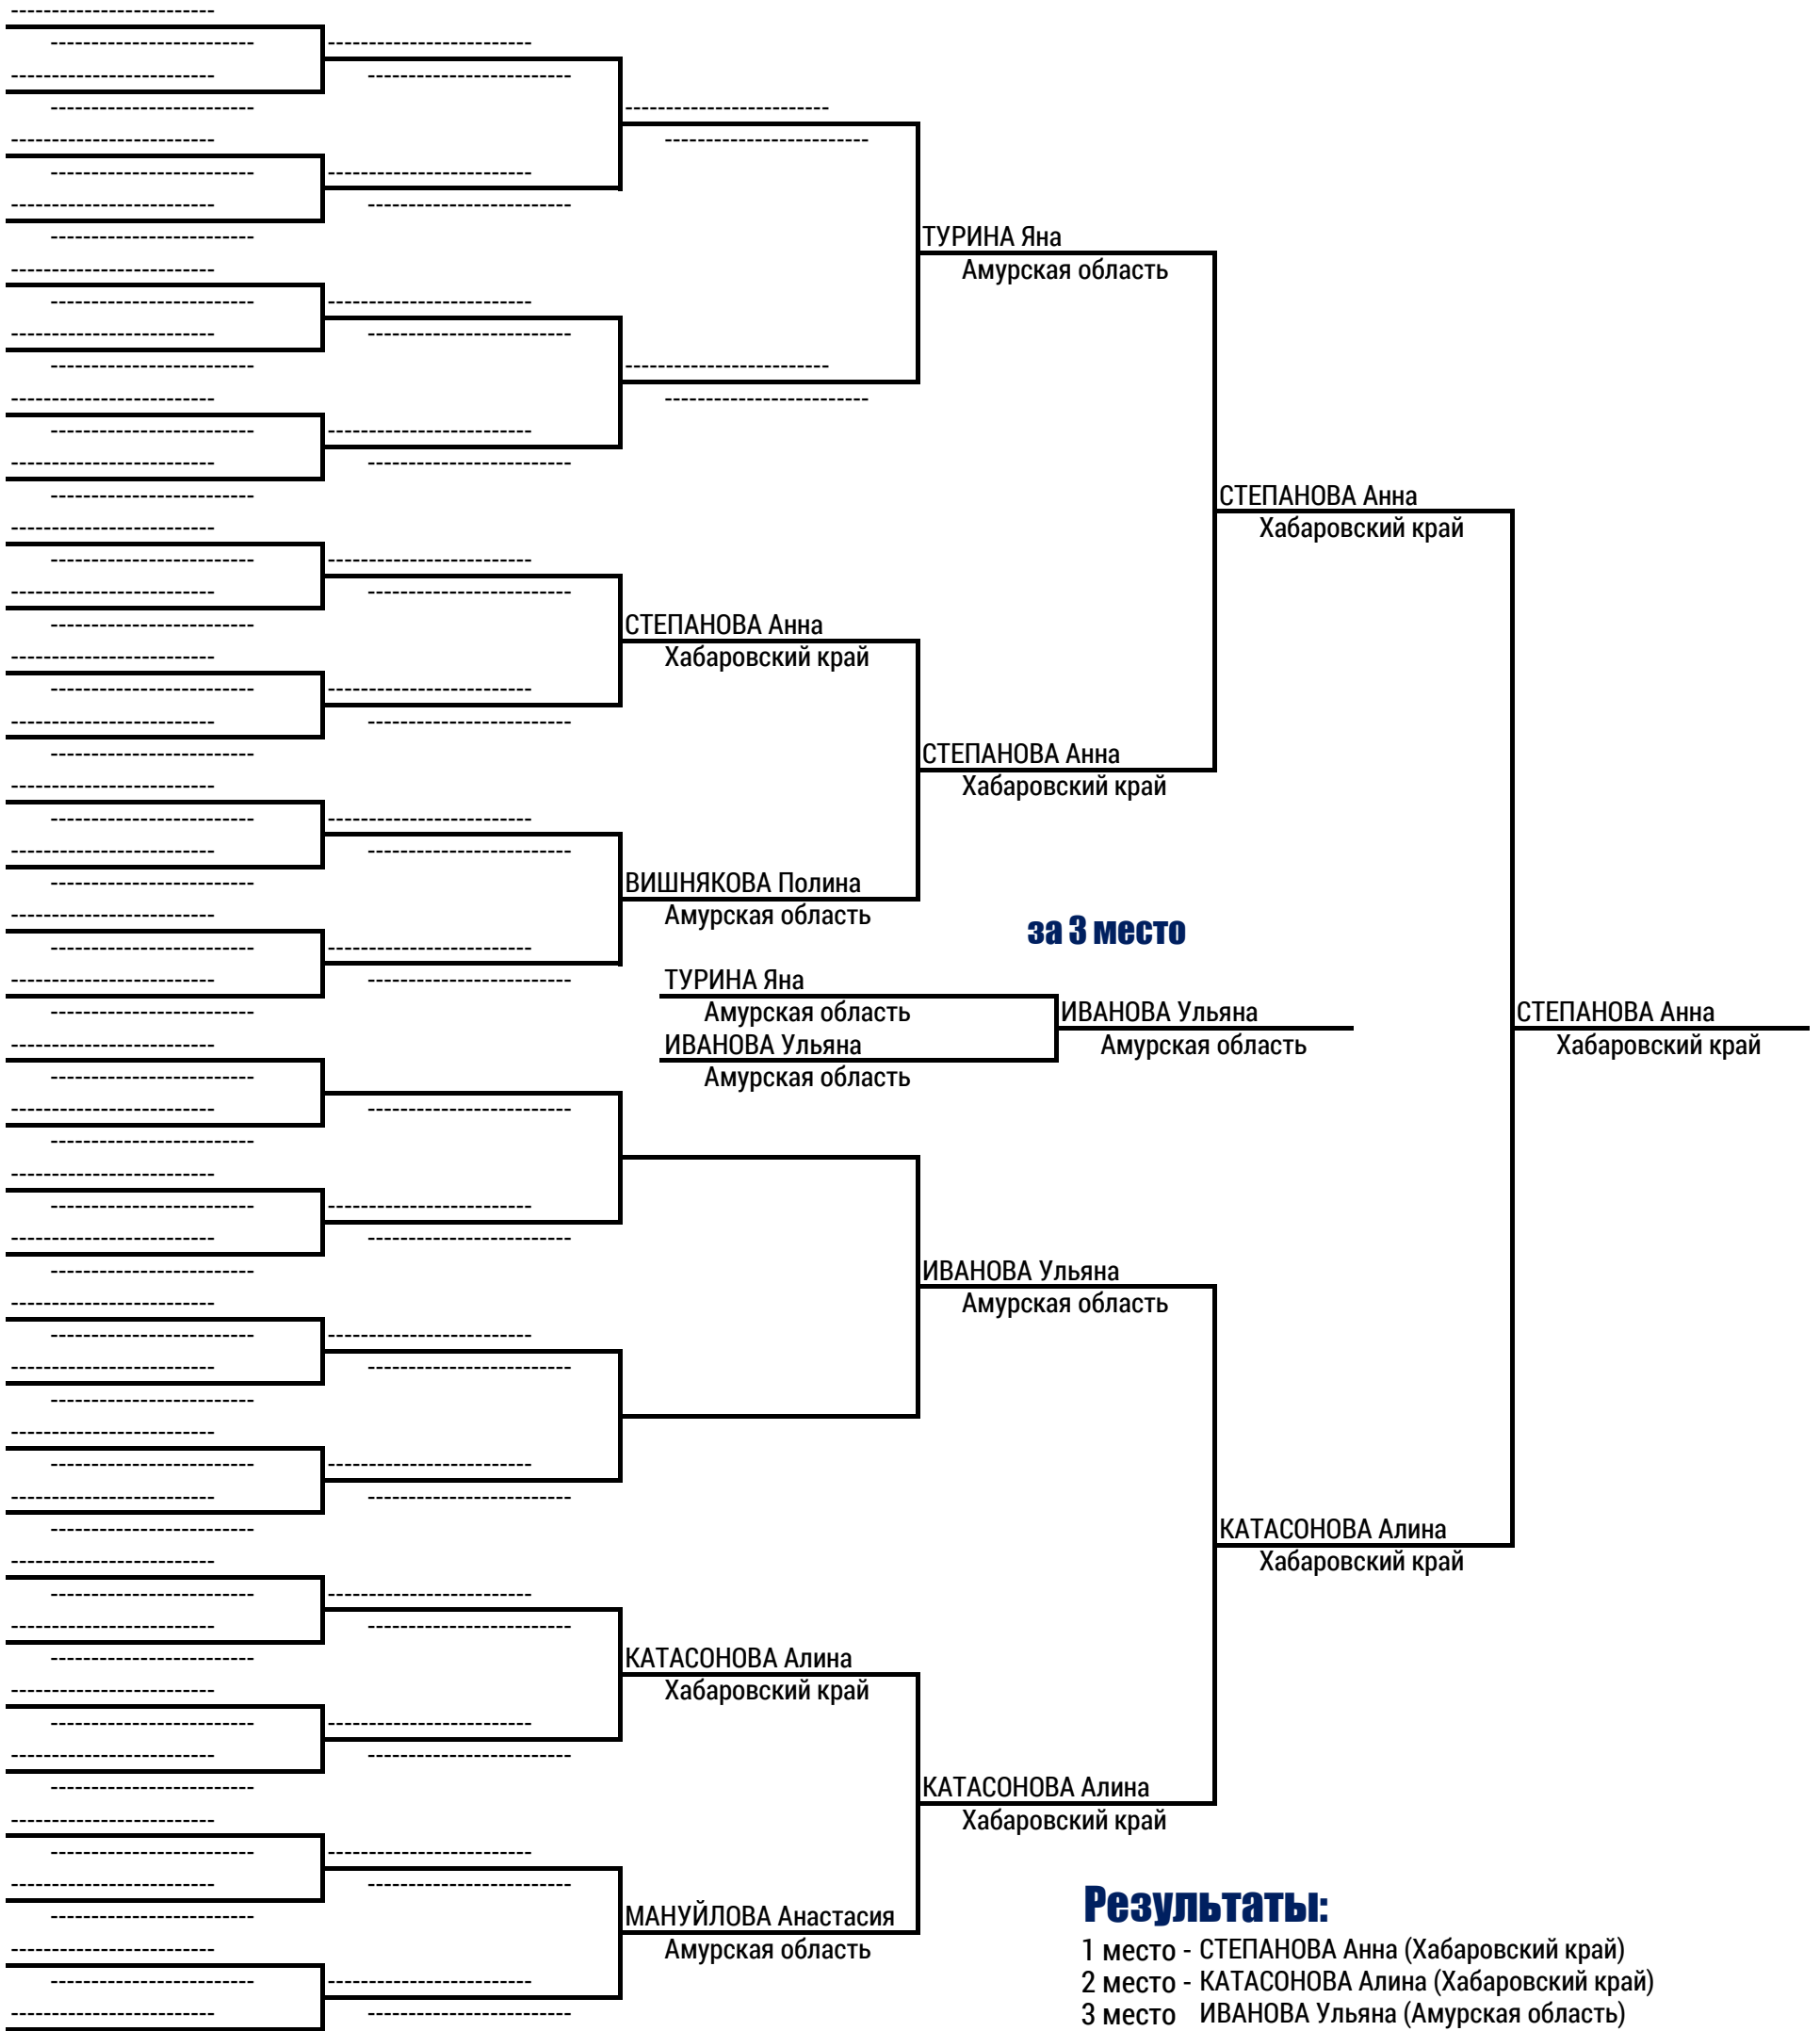 ТУРИНА Яна
Амурская область
СТЕПАНОВА Анна
Хабаровский край
СТЕПАНОВА Анна
Хабаровский край
СТЕПАНОВА Анна
Хабаровский край
ВИШНЯКОВА Полина
Амурская область
за 3 место
ТУРИНА Яна
Амурская область
ИВАНОВА Ульяна
Амурская область
ИВАНОВА Ульяна
Амурская область
СТЕПАНОВА Анна
Хабаровский край
ИВАНОВА Ульяна
Амурская область
КАТАСОНОВА Алина
Хабаровский край
КАТАСОНОВА Алина
Хабаровский край
КАТАСОНОВА Алина
Хабаровский край
МАНУЙЛОВА Анастасия
Амурская область
Результаты:
1 место - СТЕПАНОВА Анна (Хабаровский край)
2 место - КАТАСОНОВА Алина (Хабаровский край)
3 место ИВАНОВА Ульяна (Амурская область)